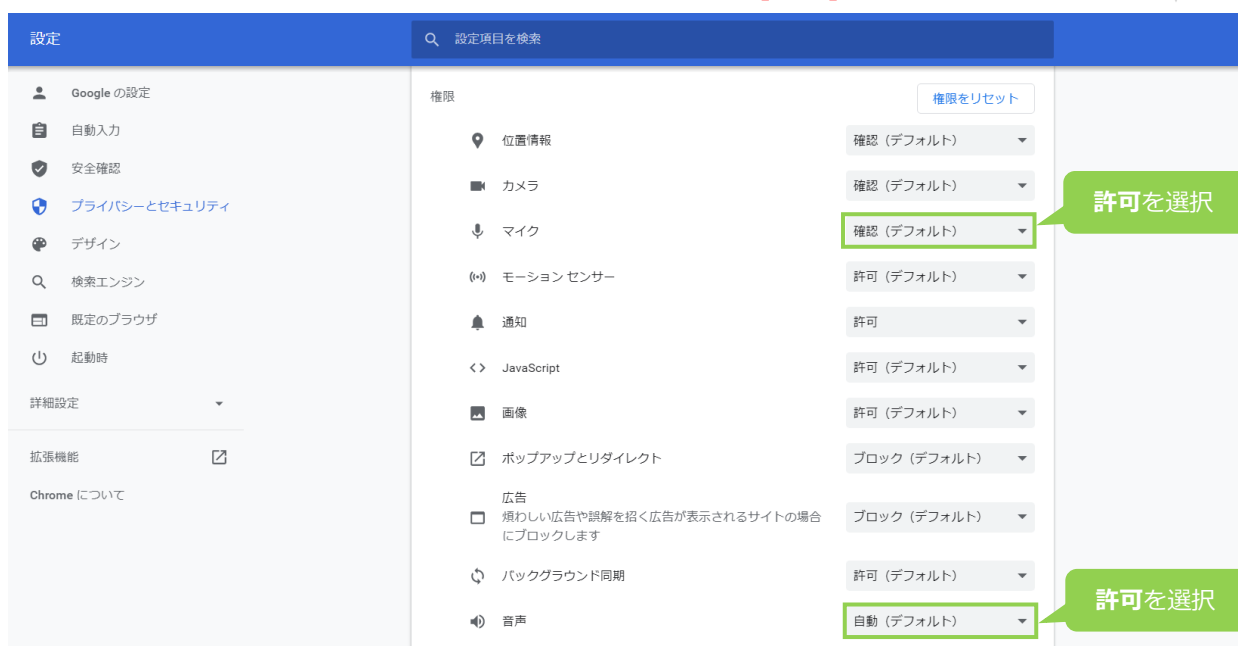 設定
設定項目を検索
Google の設定
自動入力
安全確認
プライバシーとセキュリティ
デザイン
検索エンジン
既定のブラウザ
起動時
詳細設定
拡張機能
Chrome について
権限
権限をリセット
位置情報 確認（デフォルト）
カメラ 確認（デフォルト）
マイク 確認（デフォルト）
許可を選択
モーション センサー 許可（デフォルト）
通知 許可
JavaScript 許可（デフォルト）
画像 許可（デフォルト）
ポップアップとリダイレクト ブロック（デフォルト）
広告
煩わしい広告や誤解を招く広告が表示されるサイトの場合
にブロックします
ブロック（デフォルト）
バックグラウンド同期 許可（デフォルト）
音声 自動（デフォルト）
許可を選択